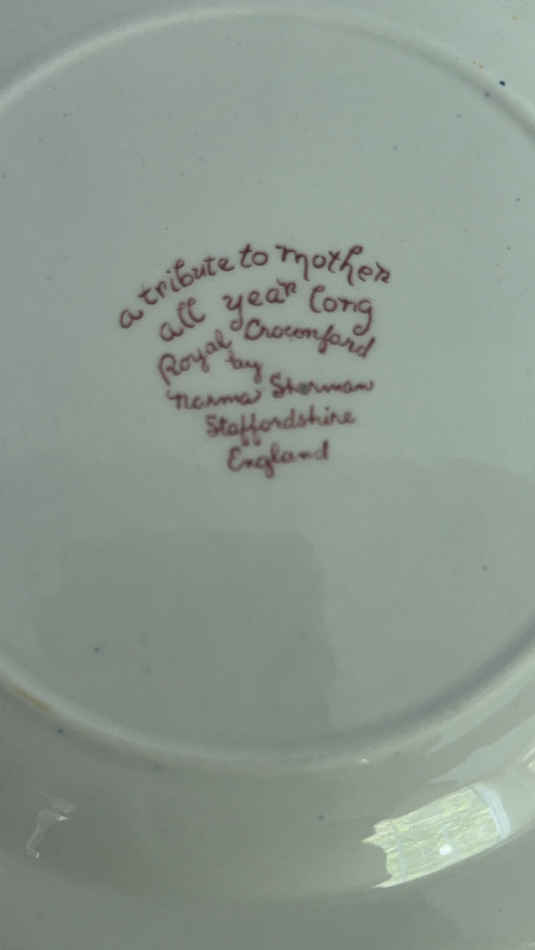 a tribute to mother
all year long
Royal Crownford
by
Norma Sherman
Staffordshire
England